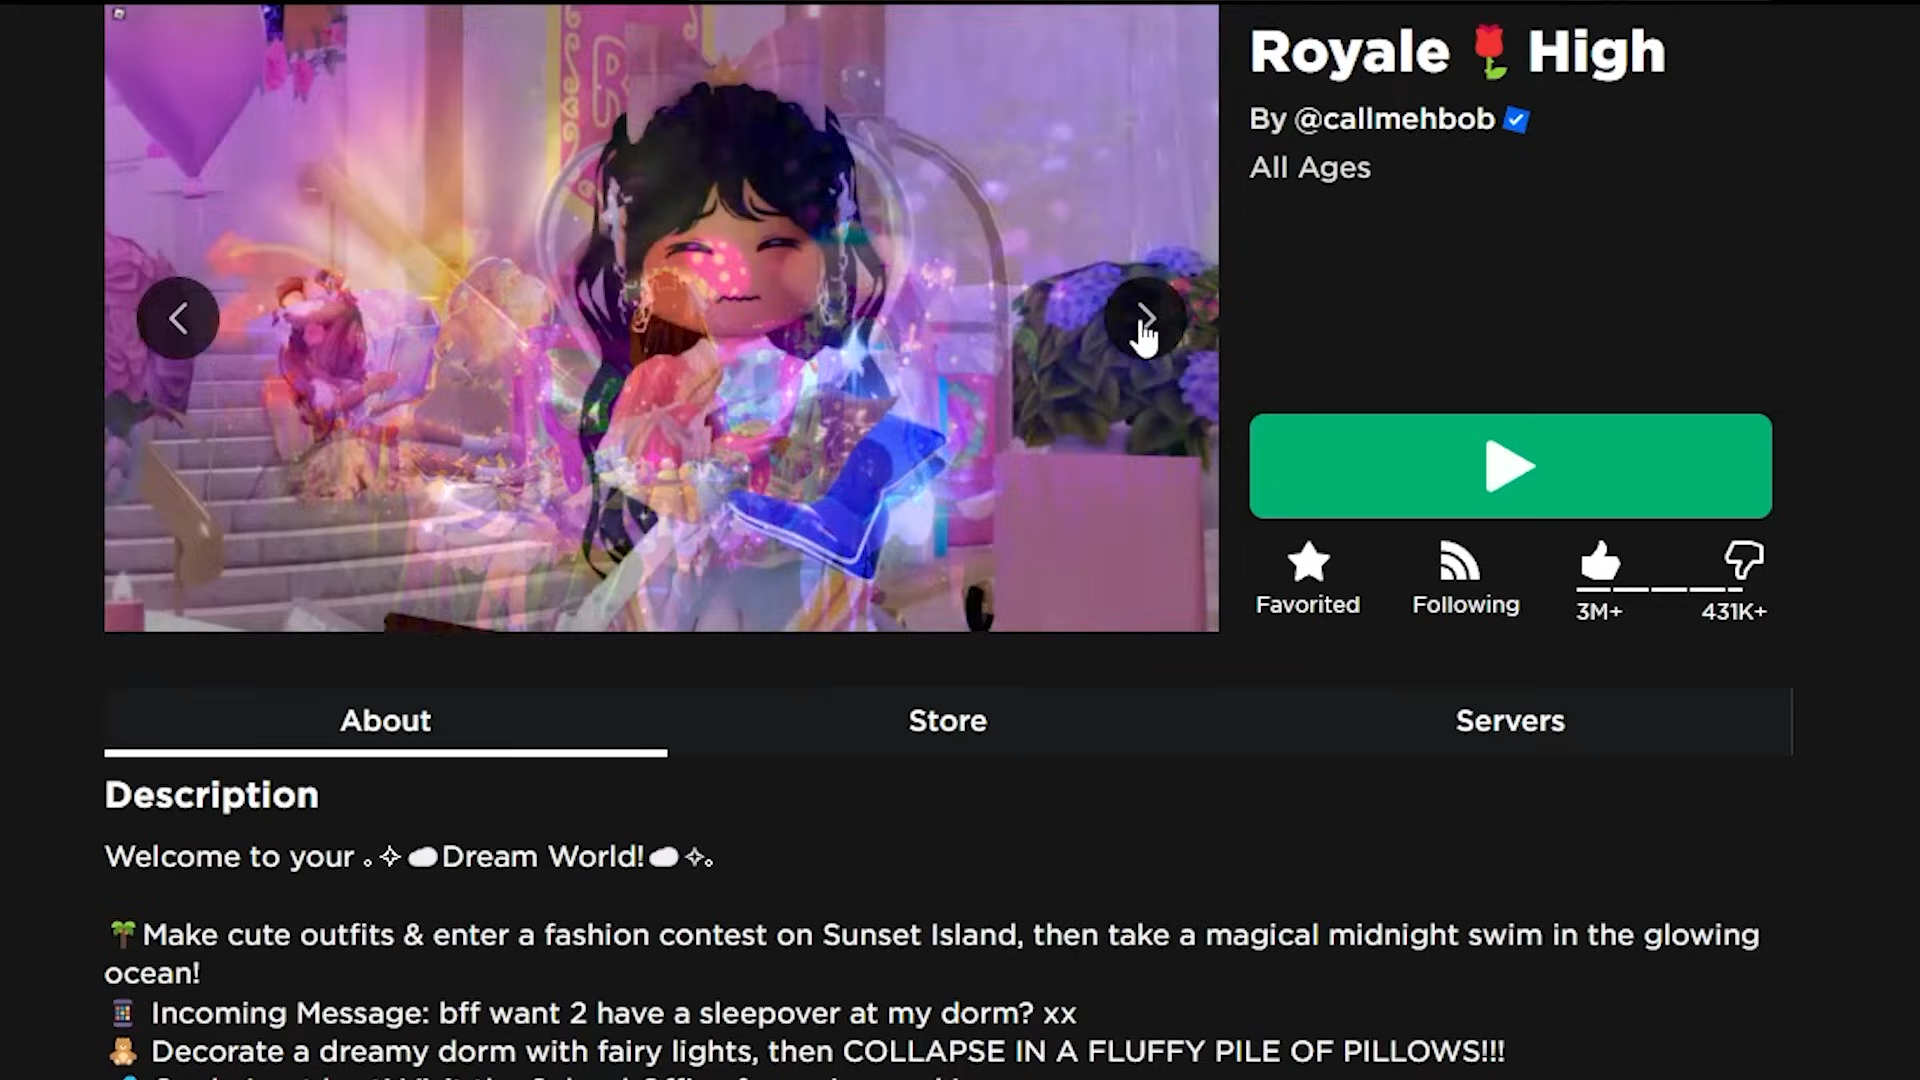 R
Royale 🌹 High
By @callmehbob
All Ages
Favorited
Following
3M+
431K+
About
Store
Servers
Description
Welcome to your 。✧ ☁Dream World!☁ ✧。
🌴Make cute outfits & enter a fashion contest on Sunset Island, then take a magical midnight swim in the glowing
ocean!
📱 Incoming Message: bff want 2 have a sleepover at my dorm? xx
🧸 Decorate a dreamy dorm with fairy lights, then COLLAPSE IN A FLUFFY PILE OF PILLOWS!!!